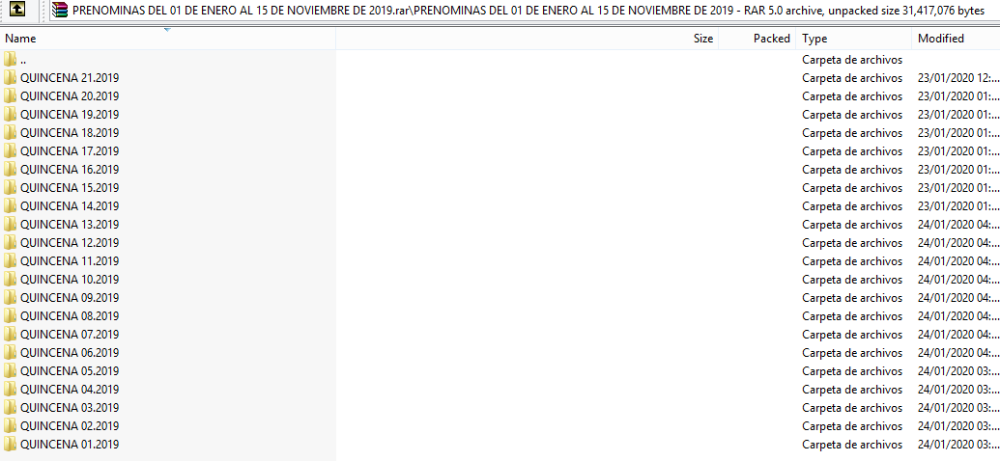 PRENOMINAS DEL 01 DE ENERO AL 15 DE NOVIEMBRE DE 2019.rar\PRENOMINAS DEL 01 DE ENERO AL 15 DE NOVIEMBRE DE 2019 - RAR 5.0 archive, unpacked size 31,417,076 bytes
Name Size Packed Type Modified
.. Carpeta de archivos
QUINCENA 21.2019 Carpeta de archivos 23/01/2020 12:...
QUINCENA 20.2019 Carpeta de archivos 23/01/2020 01:...
QUINCENA 19.2019 Carpeta de archivos 23/01/2020 01:...
QUINCENA 18.2019 Carpeta de archivos 23/01/2020 01:...
QUINCENA 17.2019 Carpeta de archivos 23/01/2020 01:...
QUINCENA 16.2019 Carpeta de archivos 23/01/2020 01:...
QUINCENA 15.2019 Carpeta de archivos 23/01/2020 01:...
QUINCENA 14.2019 Carpeta de archivos 23/01/2020 01:...
QUINCENA 13.2019 Carpeta de archivos 24/01/2020 04:...
QUINCENA 12.2019 Carpeta de archivos 24/01/2020 04:...
QUINCENA 11.2019 Carpeta de archivos 24/01/2020 04:...
QUINCENA 10.2019 Carpeta de archivos 24/01/2020 04:...
QUINCENA 09.2019 Carpeta de archivos 24/01/2020 04:...
QUINCENA 08.2019 Carpeta de archivos 24/01/2020 04:...
QUINCENA 07.2019 Carpeta de archivos 24/01/2020 04:...
QUINCENA 06.2019 Carpeta de archivos 24/01/2020 04:...
QUINCENA 05.2019 Carpeta de archivos 24/01/2020 03:...
QUINCENA 04.2019 Carpeta de archivos 24/01/2020 03:...
QUINCENA 03.2019 Carpeta de archivos 24/01/2020 03:...
QUINCENA 02.2019 Carpeta de archivos 24/01/2020 03:...
QUINCENA 01.2019 Carpeta de archivos 24/01/2020 03:...